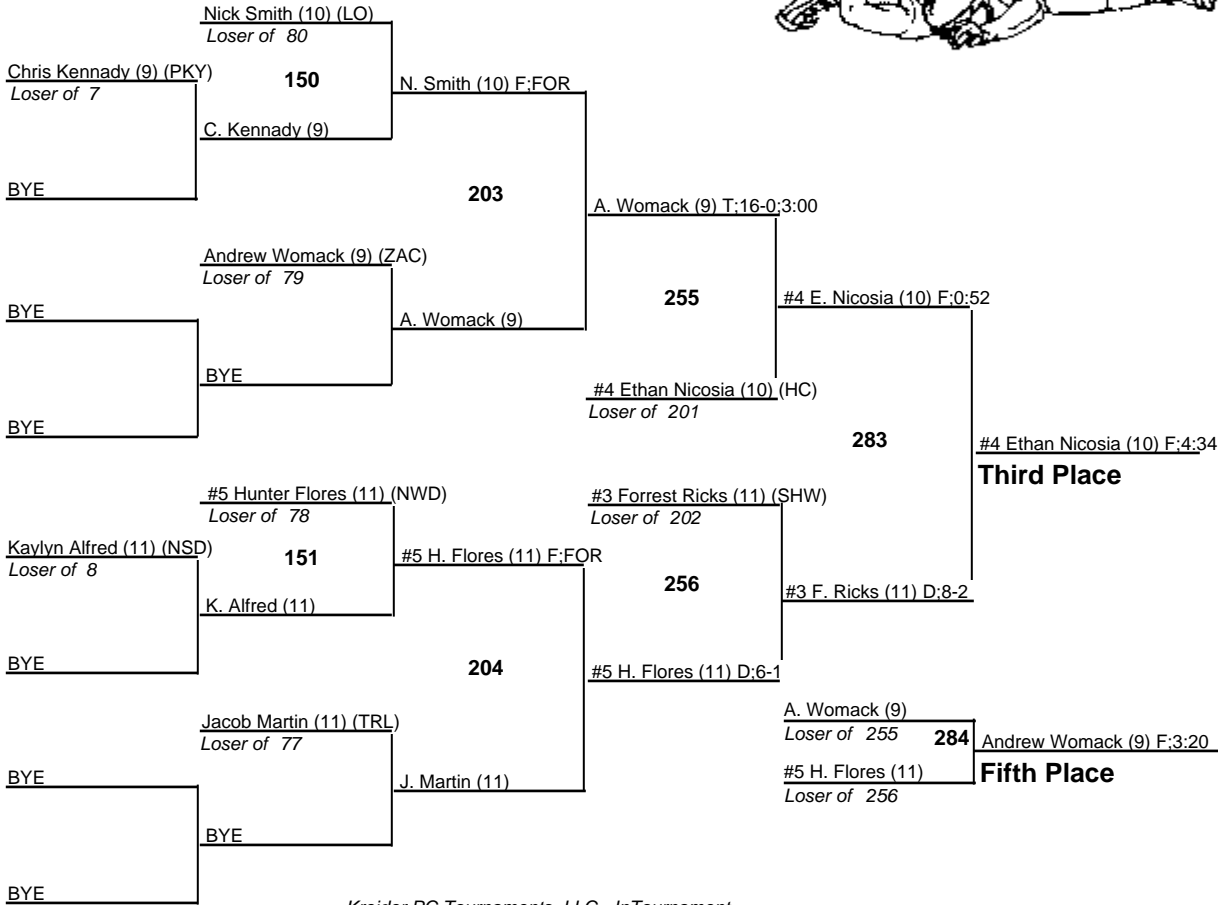 Nick Smith (10) (LO)
Loser of 80
Chris Kennady (9) (PKY)
Loser of 7
150
N. Smith (10) F;FOR
C. Kennady (9)
BYE
203
A. Womack (9) T;16-0;3:00
Andrew Womack (9) (ZAC)
Loser of 79
255
#4 E. Nicosia (10) F;0:52
BYE
A. Womack (9)
BYE
#4 Ethan Nicosia (10) (HC)
Loser of 201
BYE
283
#4 Ethan Nicosia (10) F;4:34
Third Place
#5 Hunter Flores (11) (NWD)
Loser of 78
#3 Forrest Ricks (11) (SHW)
Loser of 202
Kaylyn Alfred (11) (NSD)
Loser of 8
151
#5 H. Flores (11) F;FOR
256
#3 F. Ricks (11) D;8-2
K. Alfred (11)
BYE
204
#5 H. Flores (11) D;6-1
Jacob Martin (11) (TRL)
Loser of 77
A. Womack (9)
Loser of 255
284
Andrew Womack (9) F;3:20
Fifth Place
BYE
J. Martin (11)
#5 H. Flores (11)
Loser of 256
BYE
BYE